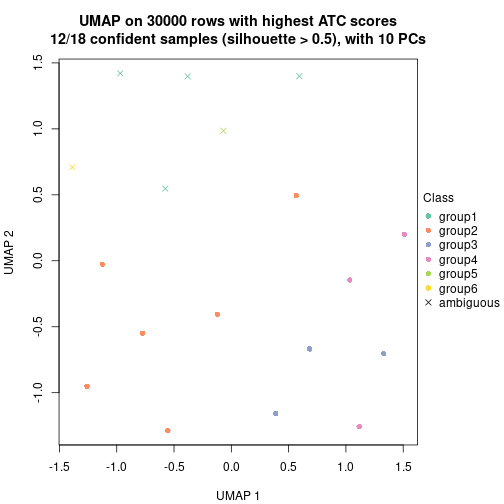 UMAP on 30000 rows with highest ATC scores
12/18 confident samples (silhouette > 0.5), with 10 PCs
1.5
1.0
0.5
0.0
-0.5
-1.0
UMAP 2
-1.5
-1.0
-0.5
0.0
0.5
1.0
1.5
UMAP 1
Class
group1
group2
group3
group4
group5
group6
ambiguous